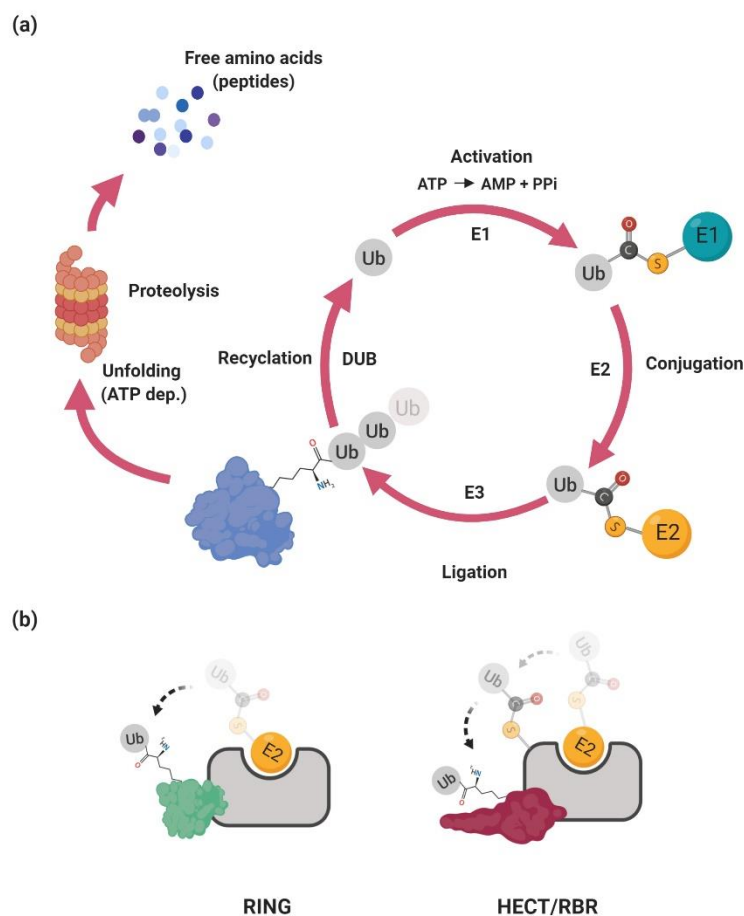 (a)
Free amino acids
(peptides)
Activation
ATP → AMP + PPi
E1
Ub
O
C
S
E1
Ub
Proteolysis
Unfolding
(ATP dep.)
Recyclation
DUB
E2
Conjugation
Ub
Ub
Ub
O
NH₂
E3
Ub
C
O
S
E2
Ligation
(b)
Ub
C
O
S
E2
Ub
O
Ub
C
O
S
Ub
C
O
S
E2
Ub
O
RING
HECT/RBR